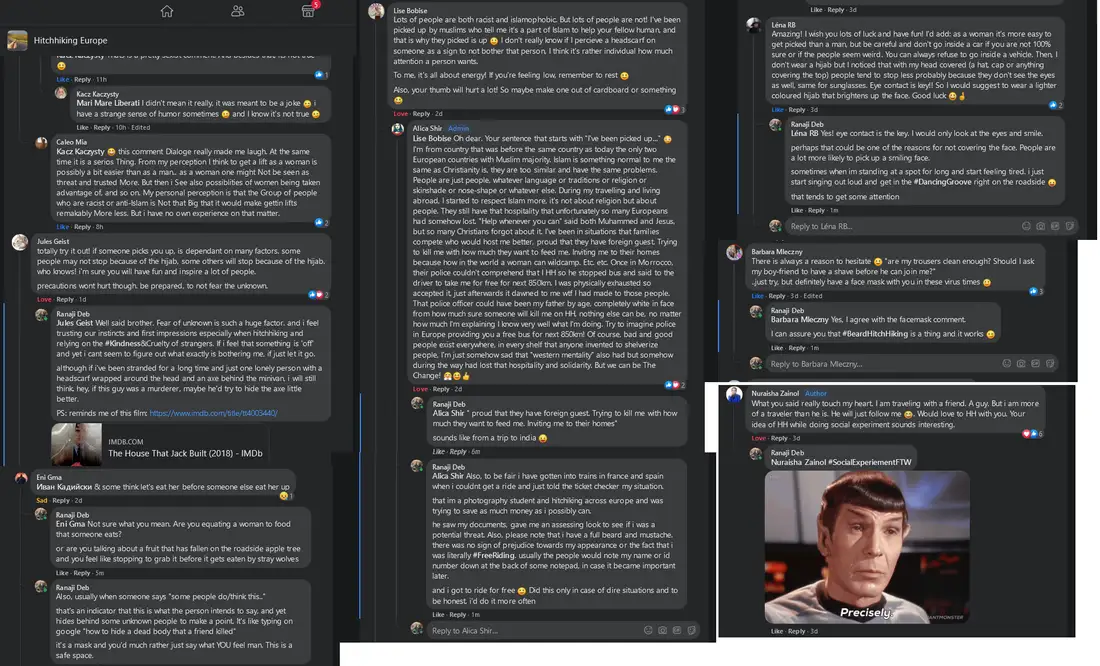 5
Hitchhiking Europe
Like · Reply · 11h
1
Kacz Kaczysty
Mari Mare Liberati I didn't mean it really, it was meant to be a joke 😜 i
have a strange sense of humor sometimes 😉 and I know it's not true 😉
Like · Reply · 10h · Edited
Caleo Mia
Kacz Kaczysty 😄 this comment Dialoge really made me laugh. At the same
time it is a serios Thing. From my perception I think to get a lift as a woman is
possibly a bit easier than as a man.. as a woman one might Not be seen as
threat and trusted More. But then i See also possiblities of women being taken
advantage of, and so on. My personal perception is that the Group of people
who are racist or anti-Islam is Not that Big that it would make gettin lifts
remarkably More less. But i have no own experience on that matter.
2
Like · Reply · 8h
Jules Geist
totally try it out! if someone picks you up, is dependant on many factors. some
people may not stop because of the hijab, some others will stop because of the hijab.
who knows! i'm sure you will have fun and inspire a lot of people.
precautions wont hurt though. be prepared, to not fear the unknown.
2
Love · Reply · 1d
Ranaji Deb
Jules Geist Well said brother. Fear of unknown is such a huge factor. and i feel
trusting our instincts and first impressions especially when hitchhiking and
relying on the #Kindness&Cruelty of strangers. If i feel that something is 'off'
and yet i cant seem to figure out what exactly is bothering me, if just let it go.
although if i've been stranded for a long time and just one lonely person with a
headscarf wrapped around the head and an axe behind the minivan, i will still
think. hey, if this guy was a murderer, maybe he'd try to hide the axe little
better.
PS: reminds me of this film: https://www.imdb.com/title/tt4003440/
IMDB.COM
The House That Jack Built (2018) - IMDb
Eni Gma
Иван Кадийски & some think let's eat her before someone else eat her up
1
Sad · Reply · 2d
Ranaji Deb
Eni Gma Not sure what you mean. Are you equating a woman to food
that someone eats?
or are you talking about a fruit that has fallen on the roadside apple tree
and you feel like stopping to grab it before it gets eaten by stray wolves
Like · Reply · 5m
Ranaji Deb
Also, usually when someone says "some people do/think this.."
that's an indicator that this is what the person intends to say, and yet
hides behind some unknown people to make a point. It's like typing on
google "how to hide a dead body that a friend killed"
it's a mask and you'd much rather just say what YOU feel man. This is a
safe space.
Lise Bobise
Lots of people are both racist and islamophobic. But lots of people are not! I've been
picked up by muslims who tell me it's a part of Islam to help your fellow human, and
that is why they picked is up 😀 I don't really know if I percieve a headscarf on
someone as a sign to not bother that person. I think it's rather individual how much
attention a person wants.
To me, it's all about energy! If you're feeling low, remember to rest 😀
Also, your thumb will hurt a lot! So maybe make one out of cardboard or something
😀
3
Love · Reply · 2d
Alica Shir Admin
Lise Bobise Oh dear. Your sentence that starts with "I've been picked up..." 😳
I'm from country that was before the same country as today the only two
European countries with Muslim majority. Islam is something normal to me the
same as Christianity is, they are too similar and have the same problems.
People are just people, whatever language or traditions or religion or
skinshade or nose-shape or whatever else. During my travelling and living
abroad, I started to respect Islam more, it's not about religion but about
people. They still have that hospitality that unfortunately so many Europeans
had somehow lost. "Help whenever you can" said both Muhammed and Jesus,
but so many Christians forgot about it. I've been in situations that families
compete who would host me better, proud that they have foreign guest. Trying
to kill me with how much they want to feed me. Inviting me to their homes
because how in the world a woman can wildcamp. Etc. etc. Once in Morrocco,
their police couldn't comprehend that I HH so he stopped bus and said to the
driver to take me for free for next 850km. I was physically exhausted so
accepted it, just afterwards it dawned to me wtf I had made to those people.
That police officer could have been my father by age, completely white in face
from how much sure someone will kill me on HH, nothing else can be, no matter
how much I'm explaining I know very well what I'm doing. Try to imagine police
in Europe providing you a free bus for next 850km! Of course, bad and good
people exist everywhere, in every shelf that anyone invented to shelverize
people, I'm just somehow sad that "western mentality" also had but somehow
during the way had lost that hospitality and solidarity. But we can be The
Change! 🤗😀👍
2
Love · Reply · 2d
Ranaji Deb
Alica Shir " proud that they have foreign guest. Trying to kill me with how
much they want to feed me. Inviting me to their homes"
sounds like from a trip to india 😀
Like · Reply · 6m
Ranaji Deb
Alica Shir Also, to be fair i have gotten into trains in france and spain
when i couldn't get a ride and just told the ticket checker my situation.
that im a photography student and hitchiking across europe and was
trying to save as much money as i possibly can.
he saw my documents, gave me an assessing look to see if i was a
potential threat. Also, please note that i have a full beard and mustache.
there was no sign of prejudice towards my appearance or the fact that i
was literally #FreeRiding. usually the people would note my name or id
number down at the back of some notepad, in case it became important
later.
and i got to ride for free 😀 Did this only in case of dire situations and to
be honest, i'd do it more often
Like · Reply · 1m
Reply to Alica Shir...
Like · Reply · 3d
Léna RB
Amazing! I wish you lots of luck and have fun! I'd add: as a woman it's more easy to
get picked than a man, but be careful and don't go inside a car if you are not 100%
sure or if the people seem weird. You can always refuse to go inside a vehicle. Then, I
don't wear a hijab but I noticed that with my head covered (a hat, cap or anything
covering the top) people tend to stop less probably because they don't see the eyes
as well, same for sunglasses. Eye contact is key!! So I would suggest to wear a lighter
coloured hijab that brightens up the face. Good luck 😀🤞
2
Like · Reply · 3d
Ranaji Deb
Léna RB Yes! eye contact is the key. I would only look at the eyes and smile.
perhaps that could be one of the reasons for not covering the face. People are
a lot more likely to pick up a smiling face.
sometimes when im standing at a spot for long and start feeling tired. i just
start singing out loud and get in the #DancingGroove right on the roadside 😀
that tends to get some attention
Like · Reply · 1m
Reply to Léna RB...
Barbara Mleczny
There is always a reason to hesitate 😀 "are my trousers clean enough? Should I ask
my boy-friend to have a shave before he can join me?"
..just try, but definitely have a face mask with you in these virus times 😀
3
Like · Reply · 3d · Edited
Ranaji Deb
Barbara Mleczny Yes, I agree with the facemask comment.
I can assure you that #BeardHitchHiking is a thing and it works 😀
Like · Reply · 1m
Reply to Barbara Mleczny...
Nuraisha Zainol Author
What you said really touch my heart. I am traveling with a friend. A guy. But i am more
of a traveler than he is. He will just follow me 😂. Would love to HH with you. Your
idea of HH while doing social experiment sounds interesting.
6
Love · Reply · 3d
Ranaji Deb
Nuraisha Zainol #SocialExperiementFTW
Precisely.
Like · Reply · 3d